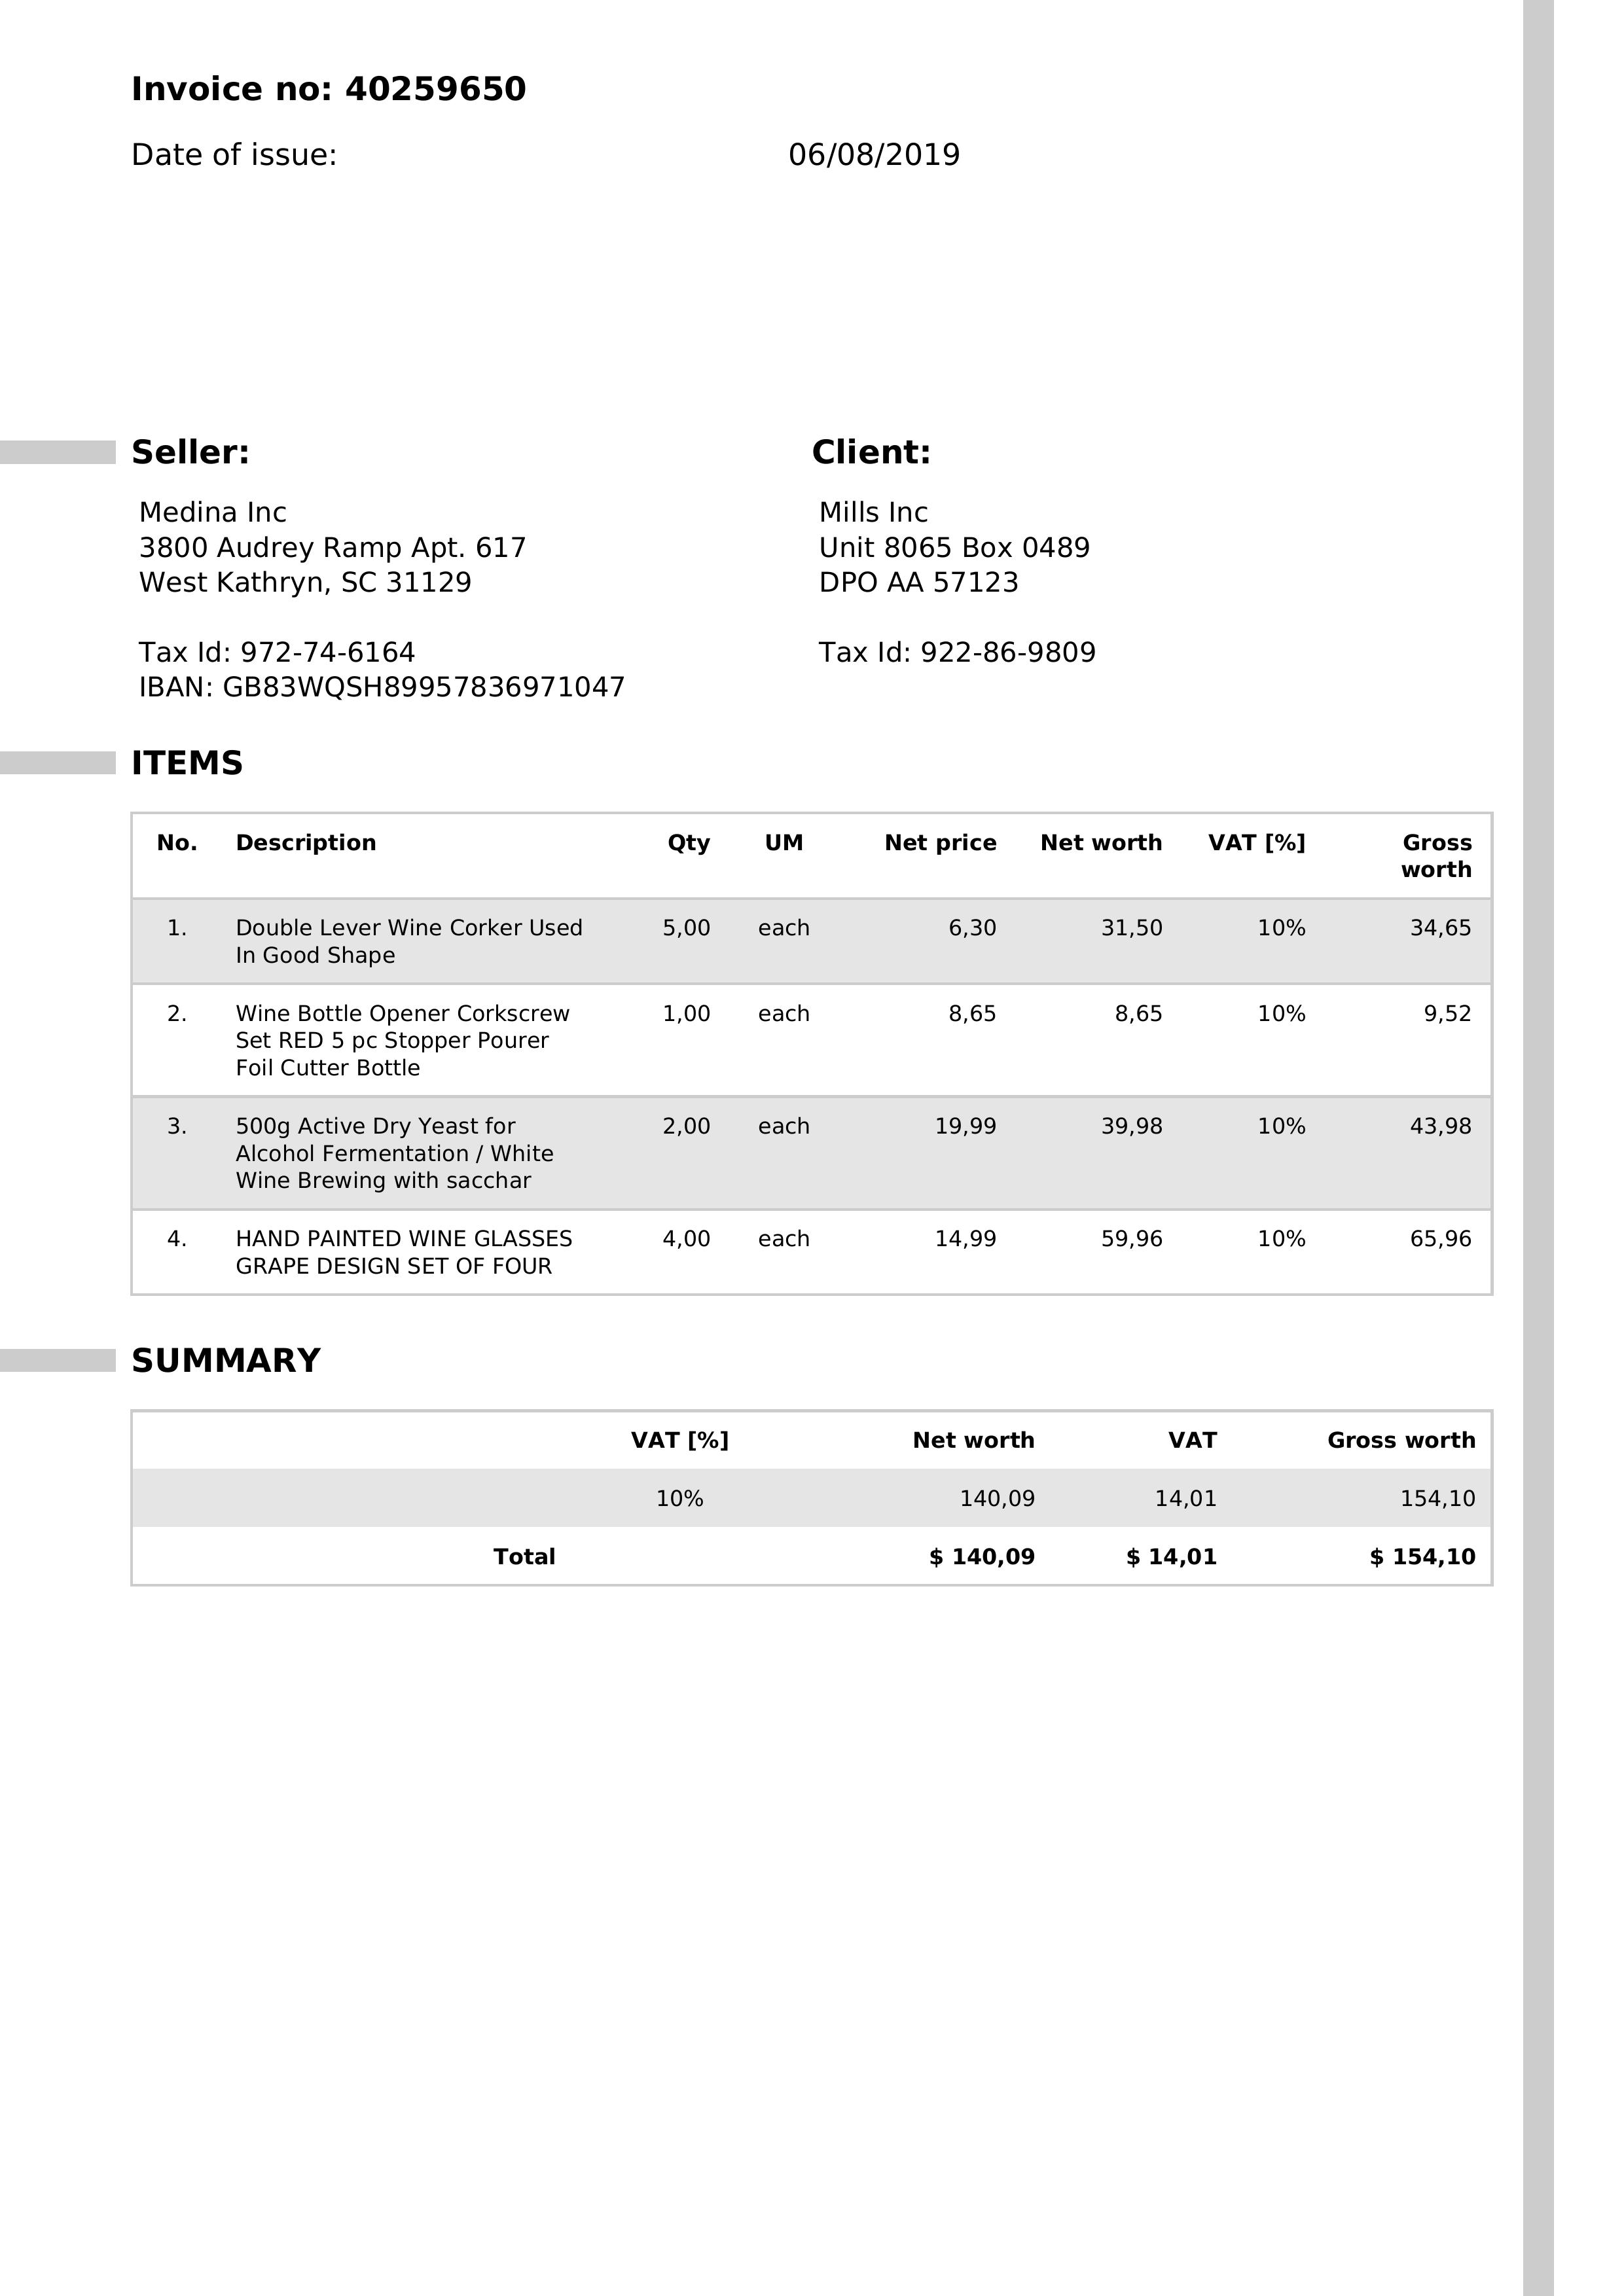 Invoice no: 40259650
Date of issue: 06/08/2019
Seller:
Medina Inc
3800 Audrey Ramp Apt. 617
West Kathryn, SC 31129
Tax Id: 972-74-6164
IBAN: GB83WQSH89957836971047
Client:
Mills Inc
Unit 8065 Box 0489
DPO AA 57123
Tax Id: 922-86-9809
ITEMS
No. Description Qty UM Net price Net worth VAT [%] Gross
worth
1. Double Lever Wine Corker Used 5,00 each 6,30 31,50 10% 34,65
In Good Shape
2. Wine Bottle Opener Corkscrew 1,00 each 8,65 8,65 10% 9,52
Set RED 5 pc Stopper Pourer
Foil Cutter Bottle
3. 500g Active Dry Yeast for 2,00 each 19,99 39,98 10% 43,98
Alcohol Fermentation / White
Wine Brewing with sacchar
4. HAND PAINTED WINE GLASSES 4,00 each 14,99 59,96 10% 65,96
GRAPE DESIGN SET OF FOUR
SUMMARY
VAT [%] Net worth VAT Gross worth
10% 140,09 14,01 154,10
Total $ 140,09 $ 14,01 $ 154,10